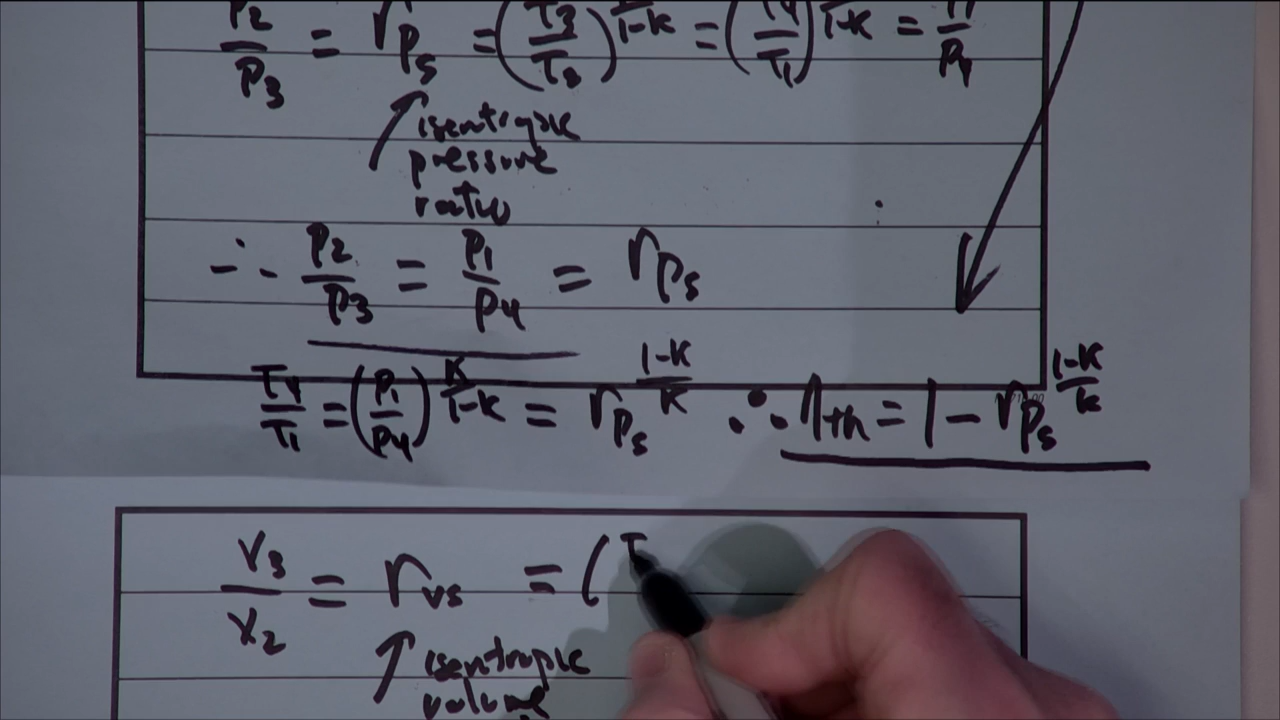 P2/P3 = rps = (T3/T2)^k/1-k = (T4/T1)^k/1-k = P1/P4
isentropic
pressure
ratio
∴ P2/P3 = P1/P4 = rps
T4/T1 = (P1/P4)^k/1-k = rps^1-k/k ∴ ηth = 1 - rps^1-k/k
V3/V2 = rvs = (T
isentropic
volume